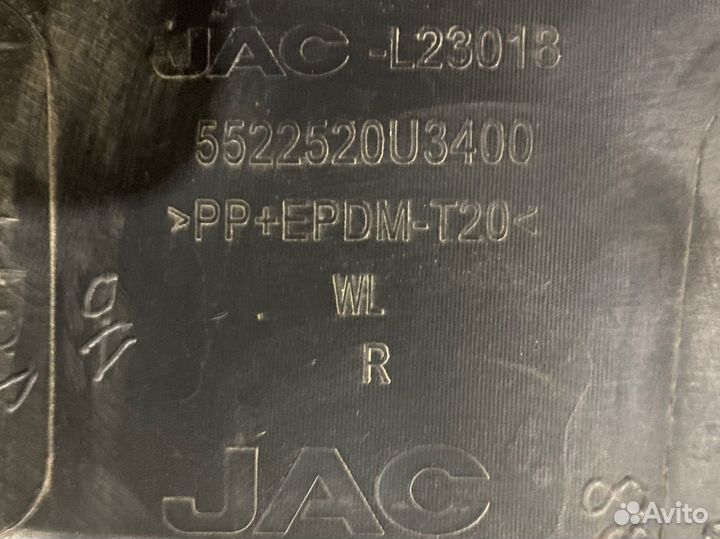 JAC -L23018
5522520U3400
>PP+EPDM-T20<
WL
R
JAC
Avito